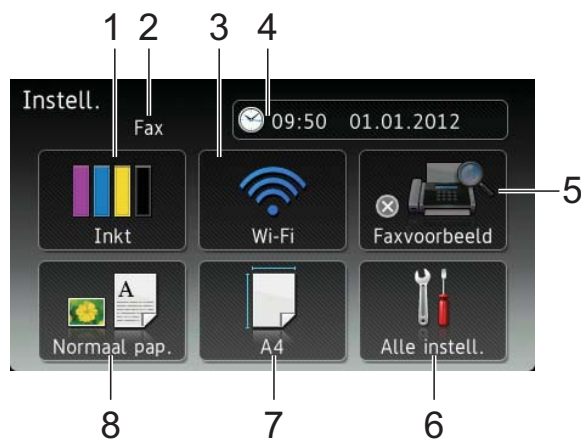 1 2 3 4
Instell.
Fax
09:50 01.01.2012
5
Inkt Wi-Fi Faxvoorbeeld
A
Normaal pap. A4 Alle instell.
8 7 6